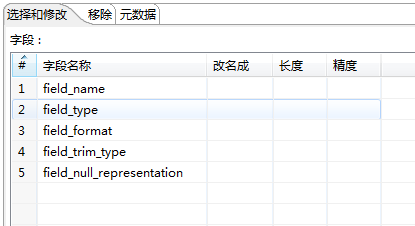 选择和修改 移除 元数据
字段：
# 字段名称 改名成 长度 精度
1 field_name
2 field_type
3 field_format
4 field_trim_type
5 field_null_representation